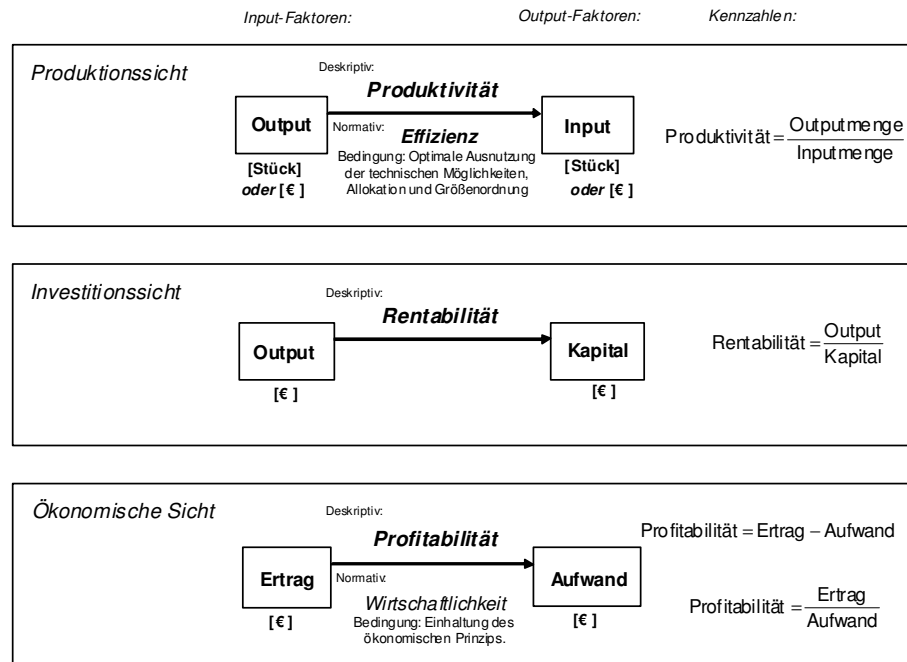 Input-Faktoren: Output-Faktoren: Kennzahlen:
Produktionssicht
Deskriptiv:
Produktivität
Output
Input
Normativ:
Effizienz
Bedingung: Optimale Ausnutzung
der technischen Möglichkeiten,
Allokation und Größenordnung
[Stück]
oder [€ ]
[Stück]
oder [€ ]
Produktivität = Outputmenge / Inputmenge
Investitionssicht
Deskriptiv:
Rentabilität
Output
Kapital
[€ ]
[€ ]
Rentabilität = Output / Kapital
Ökonomische Sicht
Deskriptiv:
Profitabilität
Ertrag
Aufwand
Normativ:
Wirtschaftlichkeit
Bedingung: Einhaltung des
ökonomischen Prinzips.
[€ ]
[€ ]
Profitabilität = Ertrag – Aufwand
Profitabilität = Ertrag / Aufwand